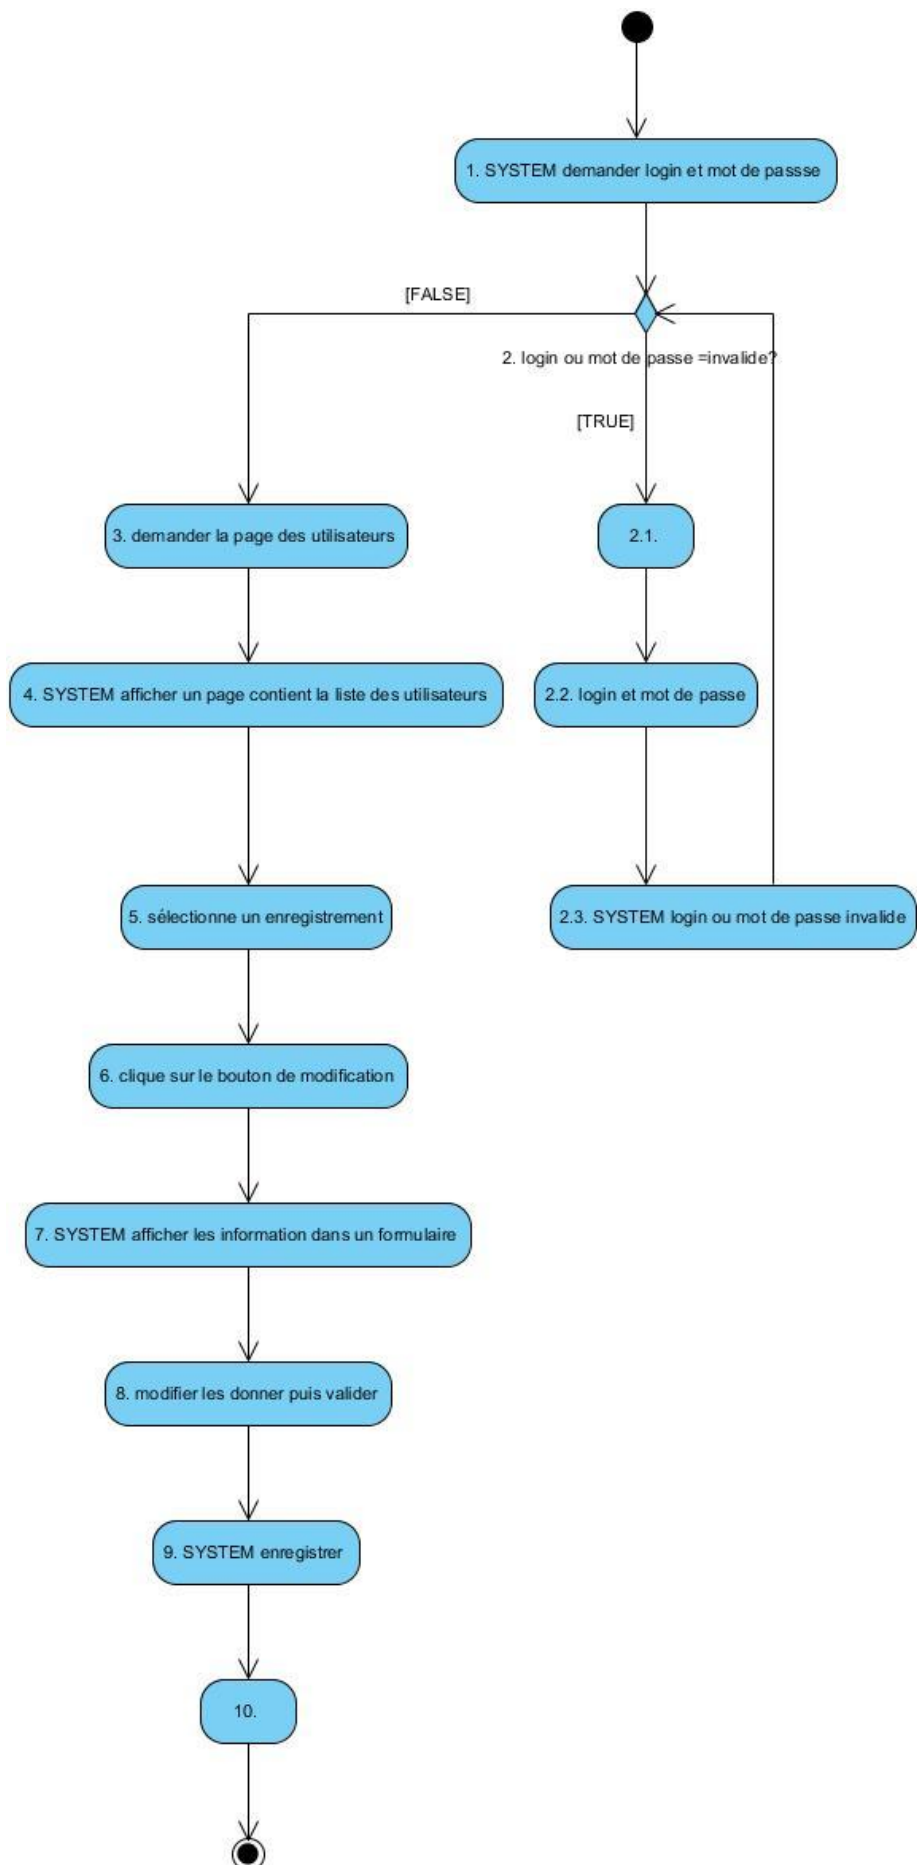 1. SYSTEM demander login et mot de passse
[FALSE]
2. login ou mot de passe =invalide?
[TRUE]
3. demander la page des utilisateurs
2.1.
4. SYSTEM afficher un page contient la liste des utilisateurs
2.2. login et mot de passe
5. sélectionne un enregistrement
2.3. SYSTEM login ou mot de passe invalide
6. clique sur le bouton de modification
7. SYSTEM afficher les information dans un formulaire
8. modifier les donner puis valider
9. SYSTEM enregistrer
10.